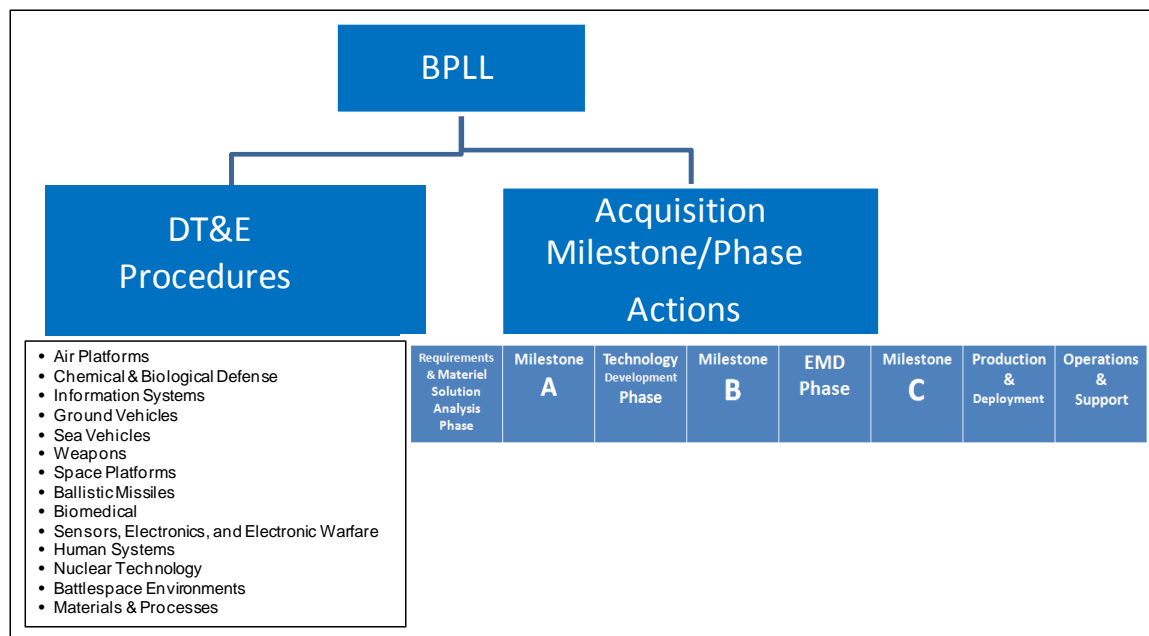 BPLL
DT&E
Procedures
Acquisition
Milestone/Phase
Actions
• Air Platforms
• Chemical & Biological Defense
• Information Systems
• Ground Vehicles
• Sea Vehicles
• Weapons
• Space Platforms
• Ballistic Missiles
• Biomedical
• Sensors, Electronics, and Electronic Warfare
• Human Systems
• Nuclear Technology
• Battlespace Environments
• Materials & Processes
Requirements
& Materiel
Solution
Analysis
Phase
Milestone
A
Technology
Development
Phase
Milestone
B
EMD
Phase
Milestone
C
Production
&
Deployment
Operations
&
Support